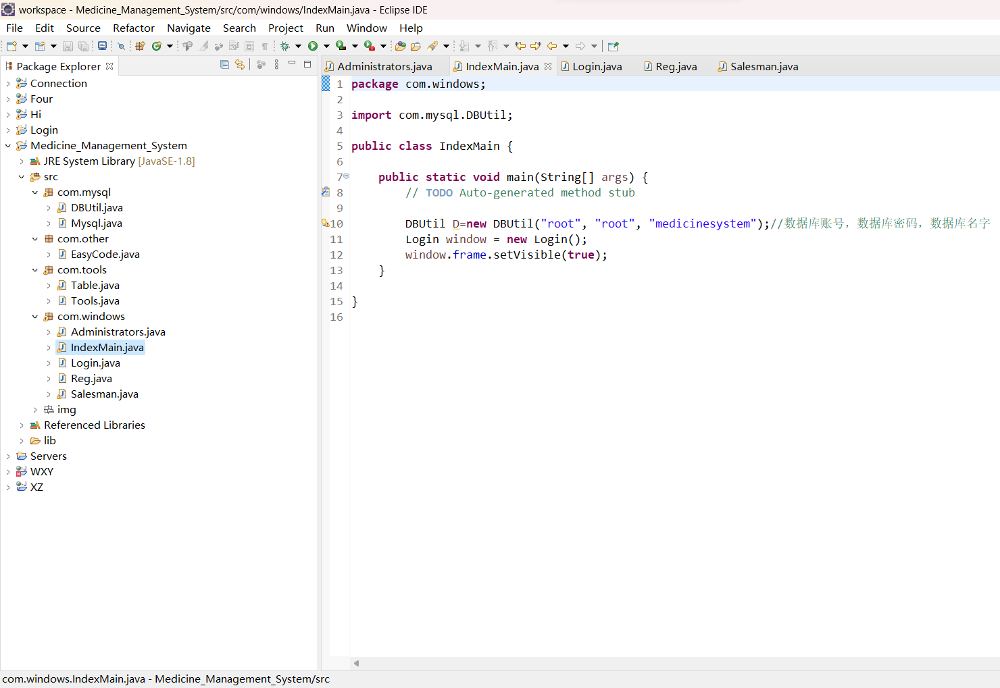 workspace - Medicine_Management_System/src/com/windows/IndexMain.java - Eclipse IDE
File Edit Source Refactor Navigate Search Project Run Window Help
Package Explorer
Connection
Four
Hi
Login
Medicine_Management_System
JRE System Library [JavaSE-1.8]
src
com.mysql
DBUtil.java
Mysql.java
com.other
EasyCode.java
com.tools
Table.java
Tools.java
com.windows
Administrators.java
IndexMain.java
Login.java
Reg.java
Salesman.java
img
Referenced Libraries
lib
Servers
WXY
XZ
Administrators.java IndexMain.java Login.java Reg.java Salesman.java
1 package com.windows;
2
3 import com.mysql.DBUtil;
4
5 public class IndexMain {
6
7 public static void main(String[] args) {
8 // TODO Auto-generated method stub
9
10 DBUtil D=new DBUtil("root", "root", "medicinesystem");//数据库账号，数据库密码，数据库名字
11 Login window = new Login();
12 window.frame.setVisible(true);
13 }
14
15 }
16
com.windows.IndexMain.java - Medicine_Management_System/src